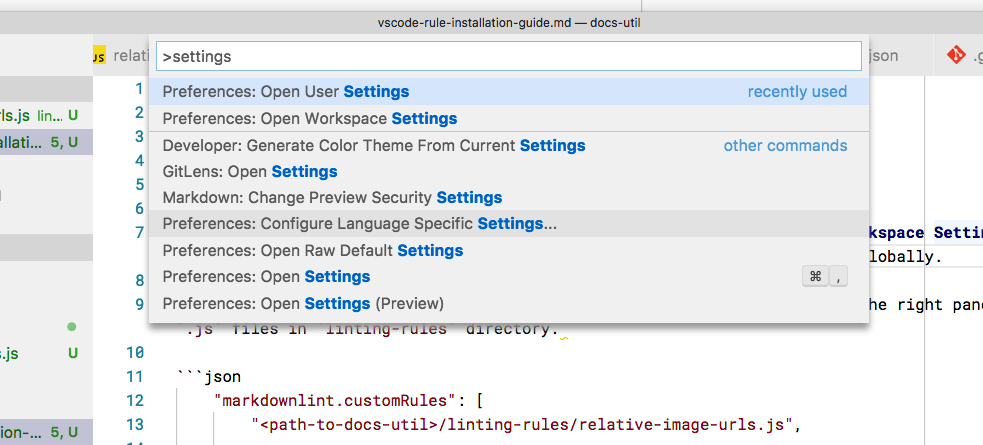 vscode-rule-installation-guide.md — docs-util
JS relati
json
.g
>settings
Preferences: Open User Settings recently used
Preferences: Open Workspace Settings
Developer: Generate Color Theme From Current Settings other commands
GitLens: Open Settings
Markdown: Change Preview Security Settings
Preferences: Configure Language Specific Settings...
Preferences: Open Raw Default Settings
Preferences: Open Settings ⌘ ,
Preferences: Open Settings (Preview)
rls.js lin... U
allati... 5, U
s.js U
tion-... 5, U
1
2
3
4
5
6
7 kspace Settin
lobally.
8
9 he right pane
.js files in `linting-rules` directory.
10
11 ```json
12 "markdownlint.customRules": [
13 "<path-to-docs-util>/linting-rules/relative-image-urls.js",